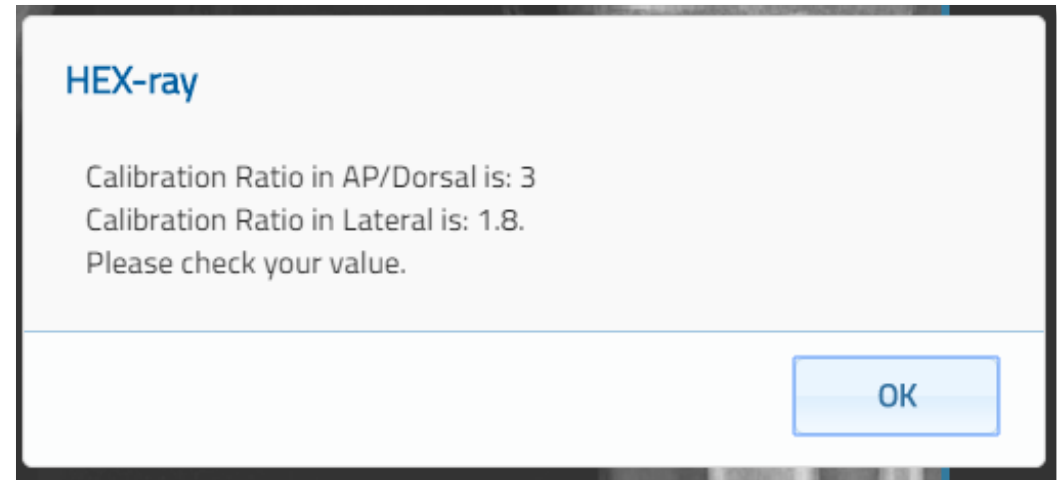 HEX-ray
Calibration Ratio in AP/Dorsal is: 3
Calibration Ratio in Lateral is: 1.8.
Please check your value.
OK